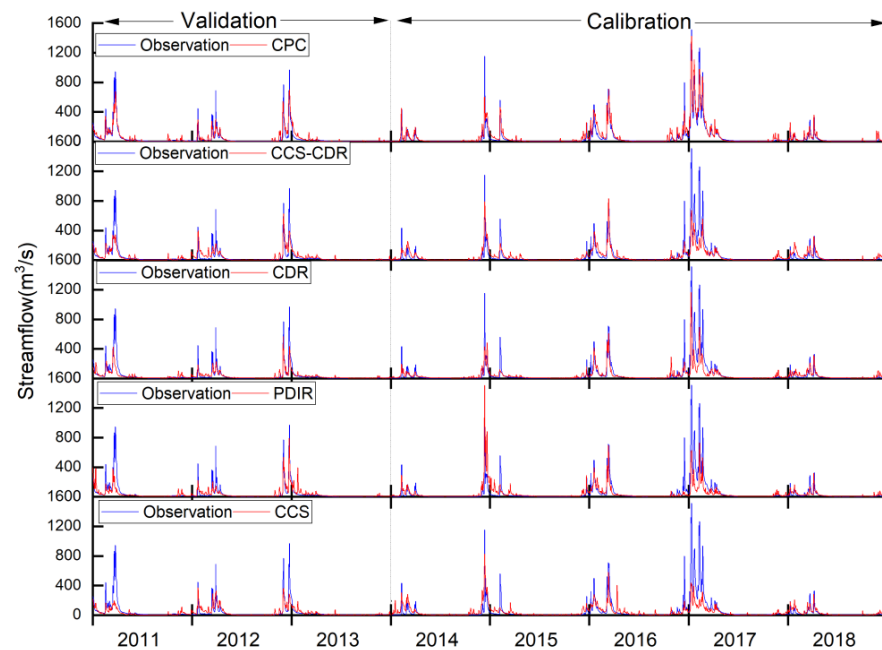 Validation Calibration
1600
Observation CPC
1200
800
400
1600
Observation CCS-CDR
1200
800
400
1600
Observation CDR
1200
800
400
1600
Observation PDIR
1200
800
400
1600
Observation CCS
1200
800
400
0
Streamflow(m³/s)
2011 2012 2013 2014 2015 2016 2017 2018